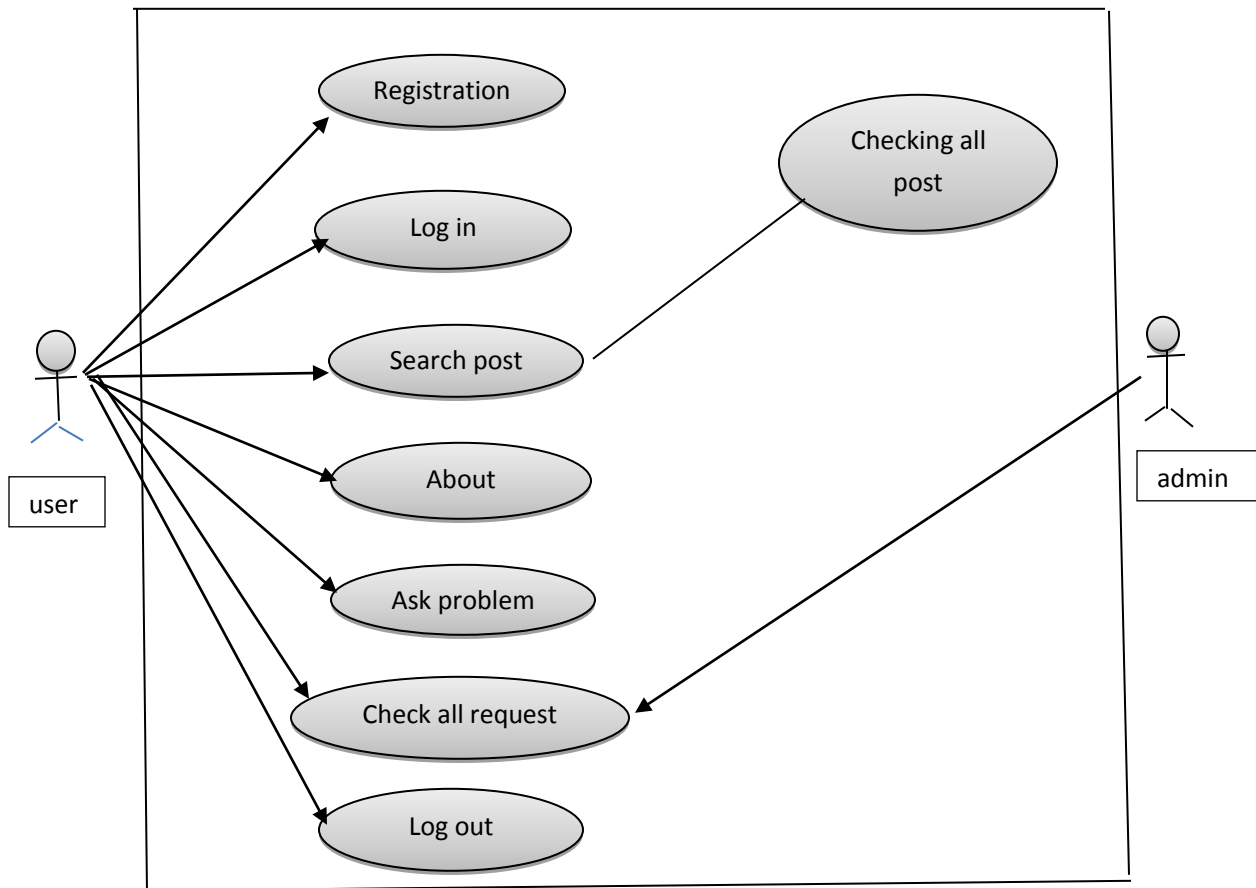 Registration
Checking all
post
Log in
Search post
About
user
admin
Ask problem
Check all request
Log out